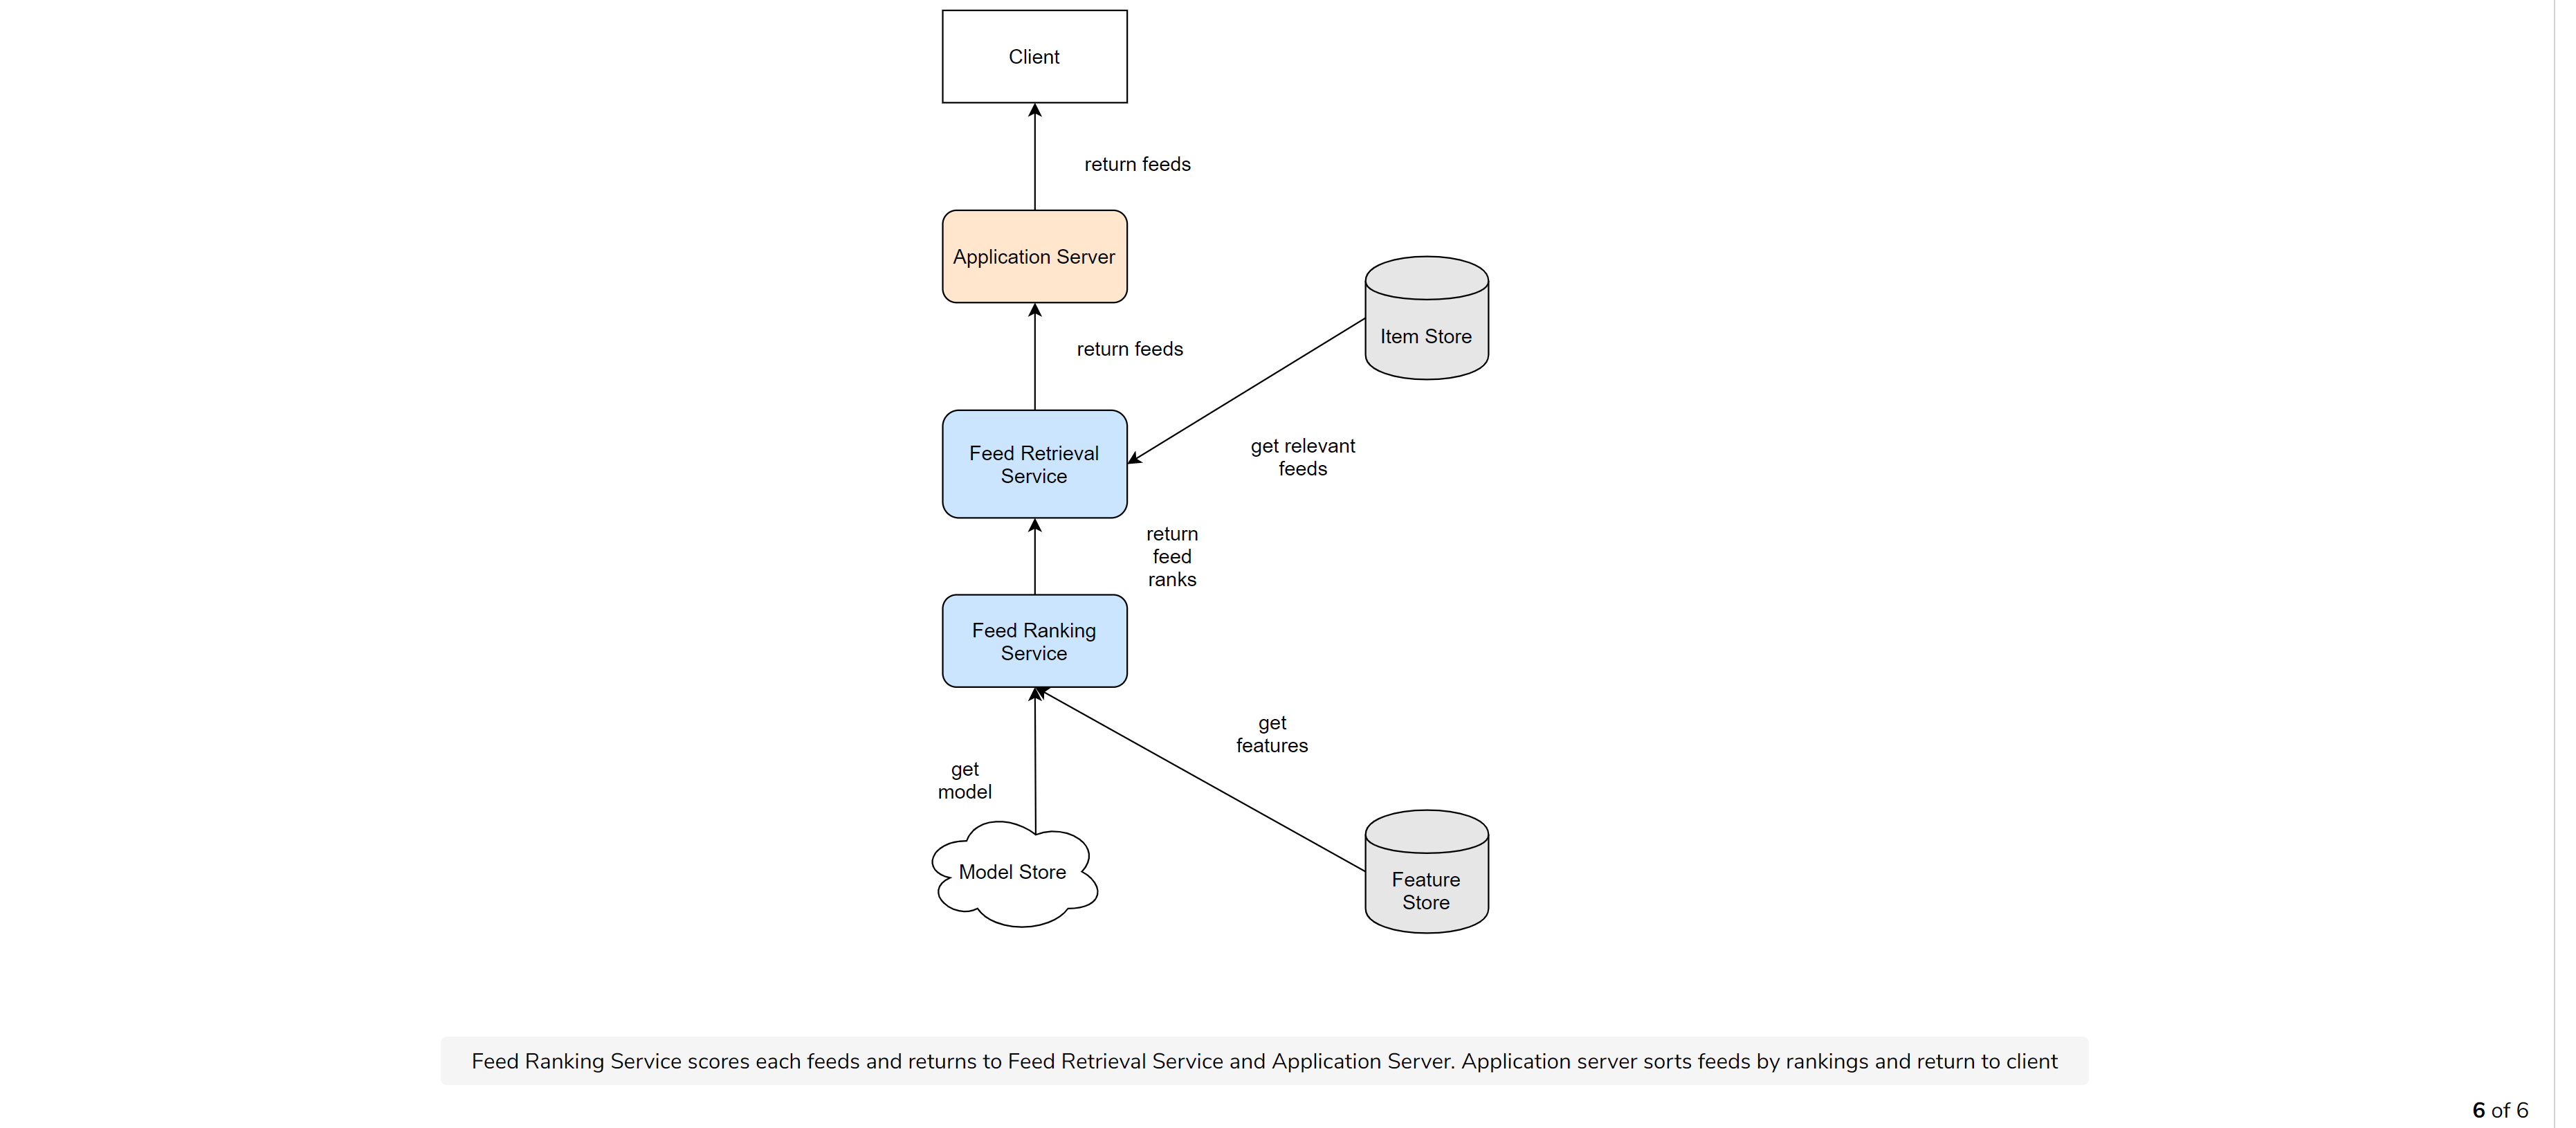 Client
return feeds
Application Server
Item Store
return feeds
Feed Retrieval
Service
get relevant
feeds
return
feed
ranks
Feed Ranking
Service
get
features
get
model
Model Store
Feature
Store
Feed Ranking Service scores each feeds and returns to Feed Retrieval Service and Application Server. Application server sorts feeds by rankings and return to client
6 of 6